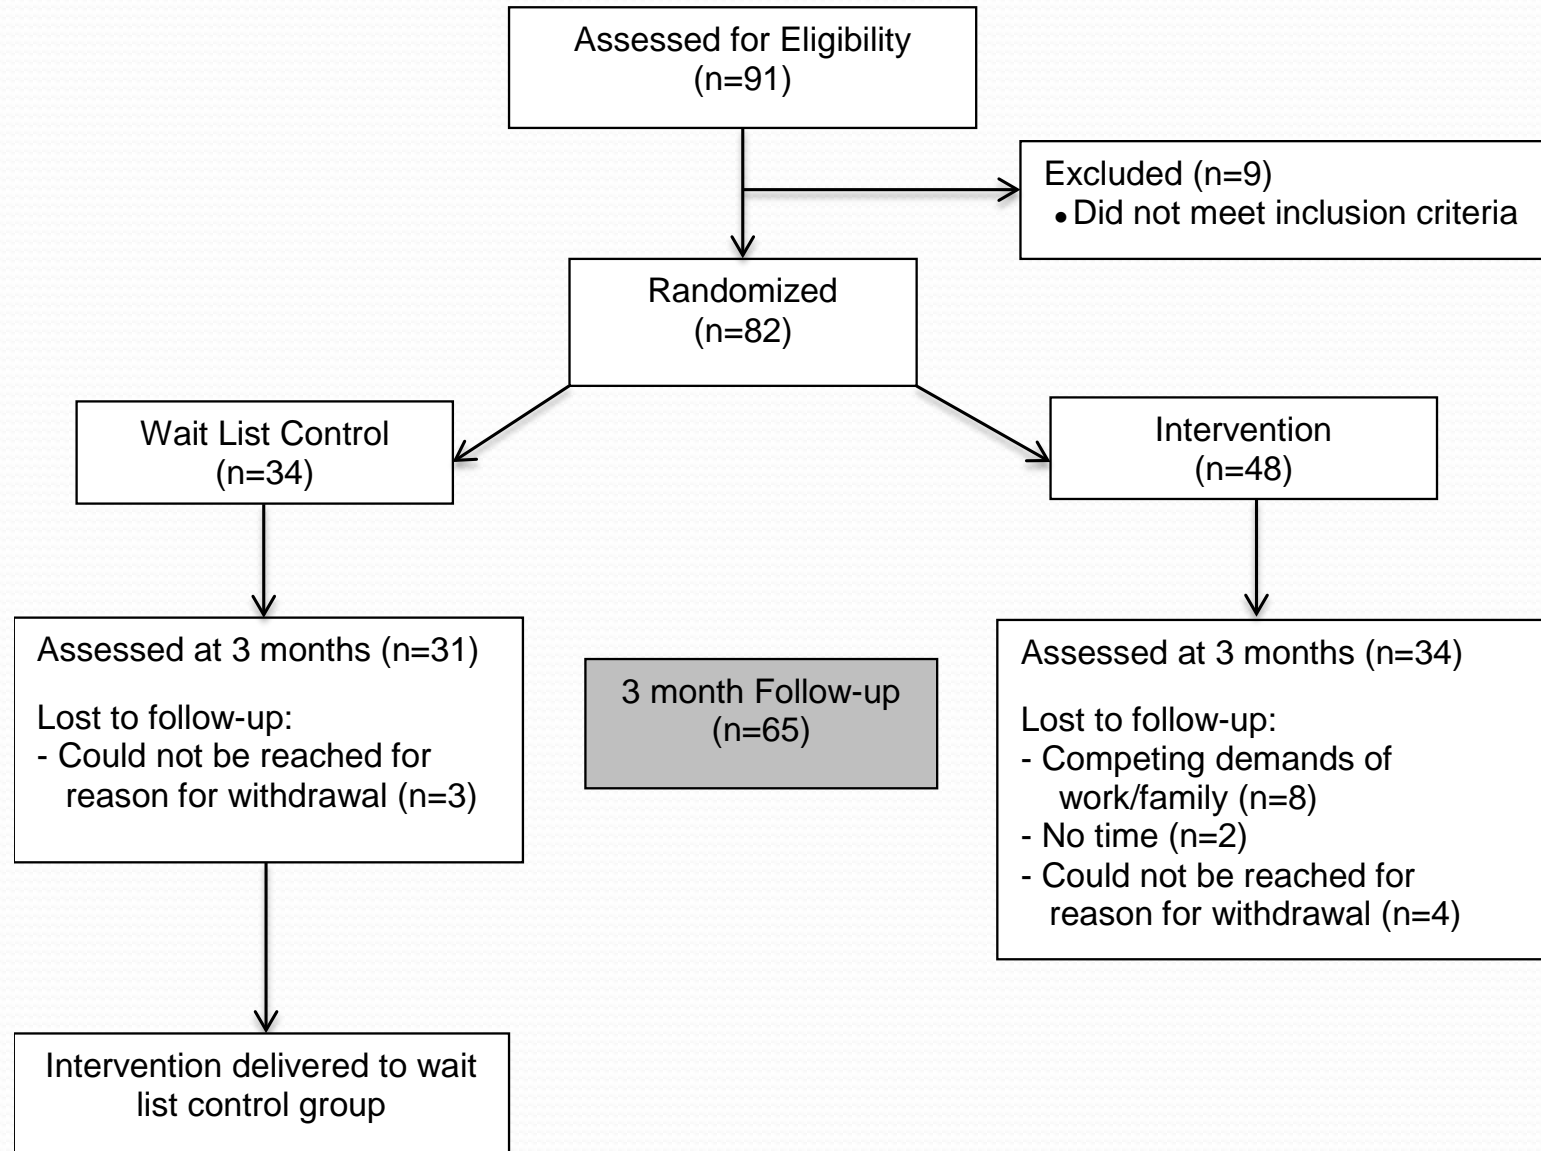 Assessed for Eligibility
(n=91)
Excluded (n=9)
• Did not meet inclusion criteria
Randomized
(n=82)
Wait List Control
(n=34)
Intervention
(n=48)
Assessed at 3 months (n=31)
Lost to follow-up:
- Could not be reached for
reason for withdrawal (n=3)
3 month Follow-up
(n=65)
Assessed at 3 months (n=34)
Lost to follow-up:
- Competing demands of
work/family (n=8)
- No time (n=2)
- Could not be reached for
reason for withdrawal (n=4)
Intervention delivered to wait
list control group